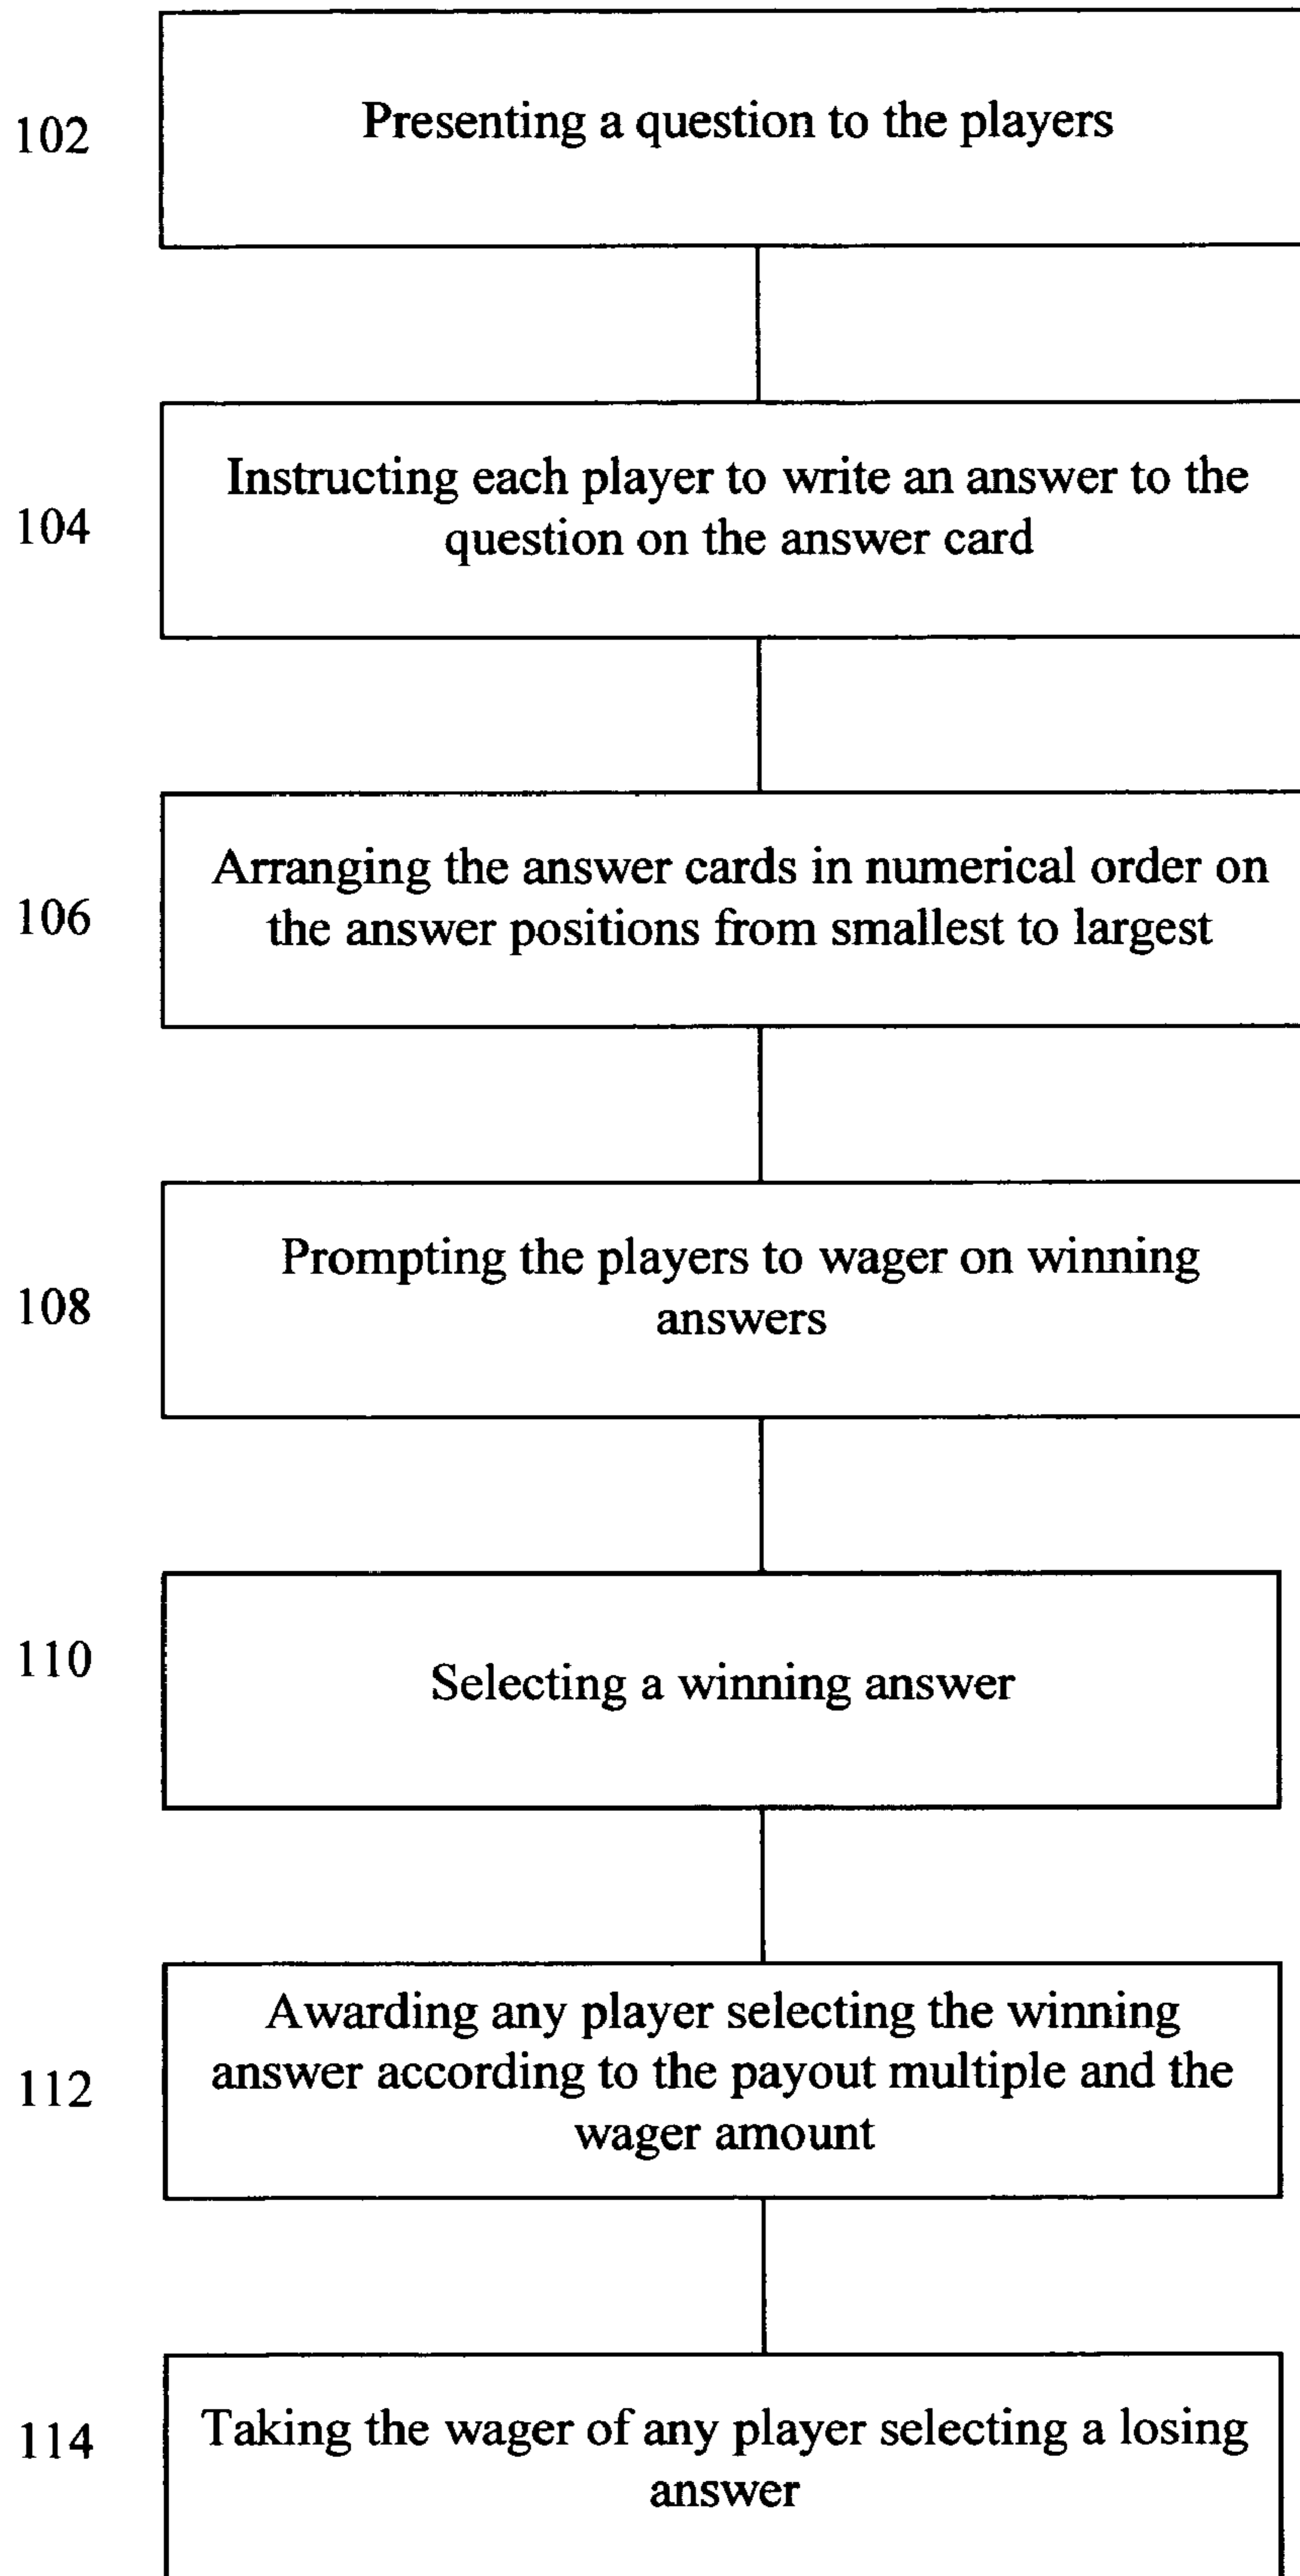 102
Presenting a question to the players
104
Instructing each player to write an answer to the
question on the answer card
106
Arranging the answer cards in numerical order on
the answer positions from smallest to largest
108
Prompting the players to wager on winning
answers
110
Selecting a winning answer
112
Awarding any player selecting the winning
answer according to the payout multiple and the
wager amount
114
Taking the wager of any player selecting a losing
answer